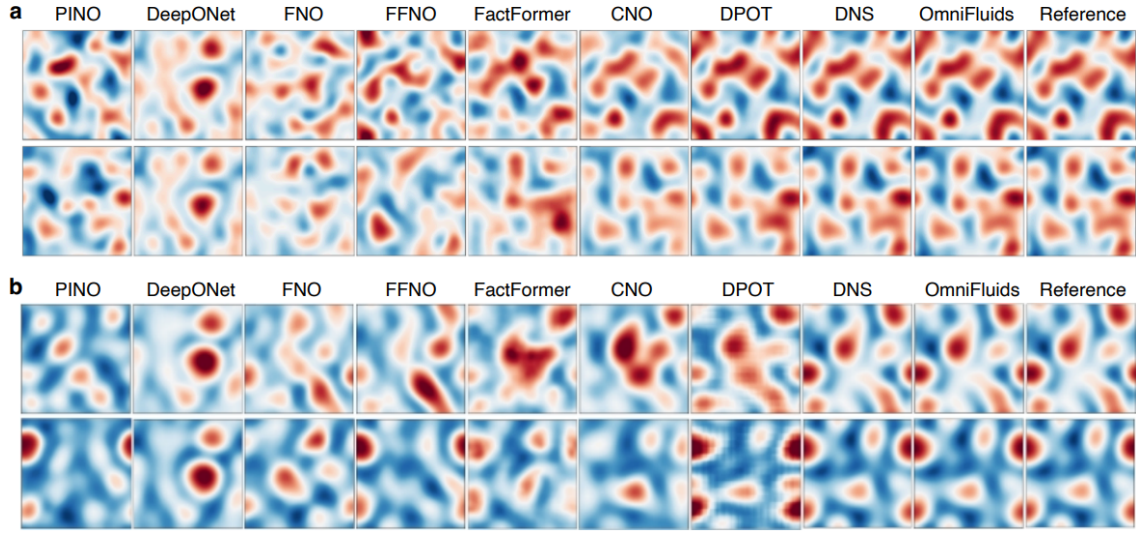 a PINO DeepONet FNO FFNO FactFormer CNO DPOT DNS OmniFluids Reference
b PINO DeepONet FNO FFNO FactFormer CNO DPOT DNS OmniFluids Reference